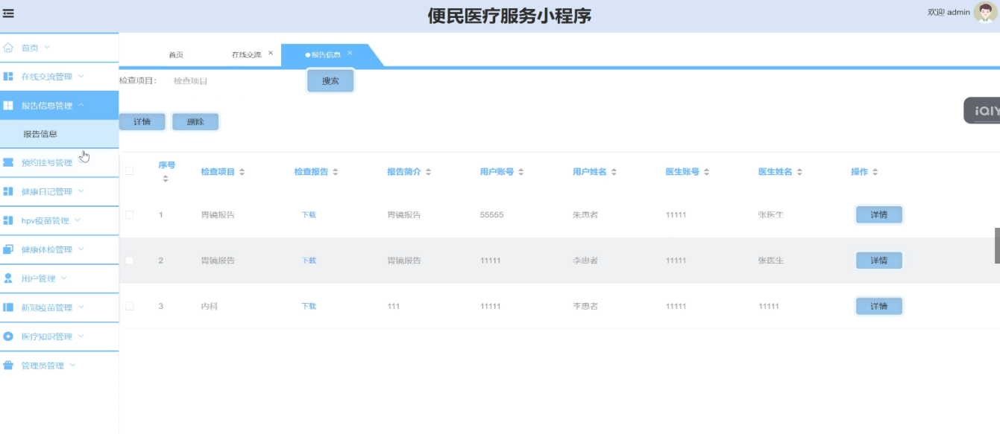 便民医疗服务小程序
欢迎 admin
首页
在线交流管理
报告信息管理
报告信息
预约挂号管理
健康日记管理
hpv疫苗管理
健康体检管理
用户管理
新冠疫苗管理
医疗知识管理
管理员管理
首页 在线交流 × ●报告信息 ×
检查项目: 检查项目 搜索
详情 删除
序号 检查项目 检查报告 报告简介 用户账号 用户姓名 医生账号 医生姓名 操作
1 胃镜报告 下载 胃镜报告 55555 朱患者 11111 张医生 详情
2 胃镜报告 下载 胃镜报告 11111 李患者 11111 张医生 详情
3 内科 下载 111 11111 李患者 11111 11111 详情
iQIY